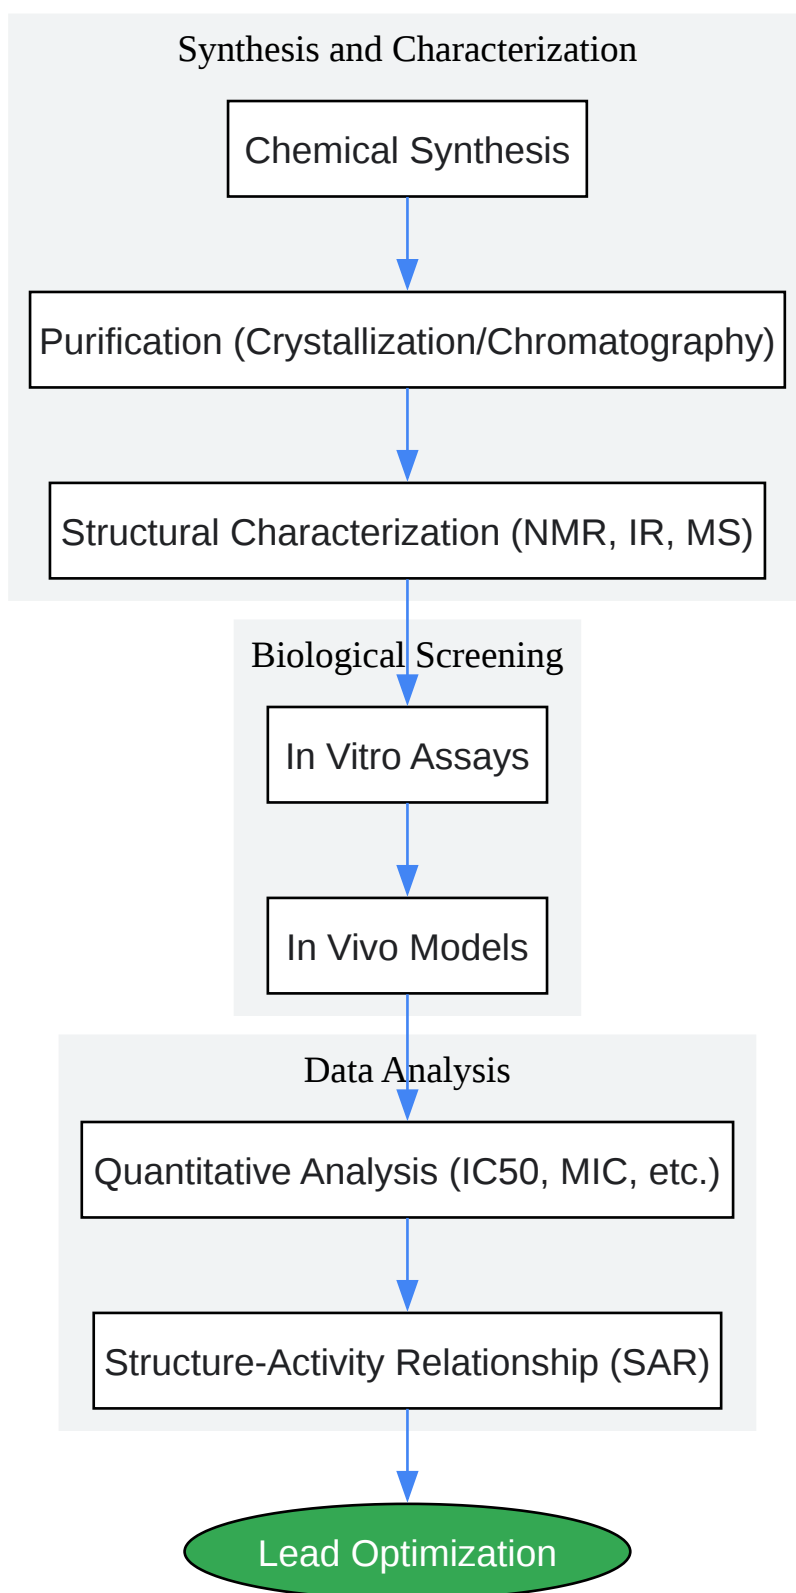 Synthesis and Characterization
Chemical Synthesis
Purification (Crystallization/Chromatography)
Structural Characterization (NMR, IR, MS)
Biological Screening
In Vitro Assays
In Vivo Models
Data Analysis
Quantitative Analysis (IC50, MIC, etc.)
Structure-Activity Relationship (SAR)
Lead Optimization